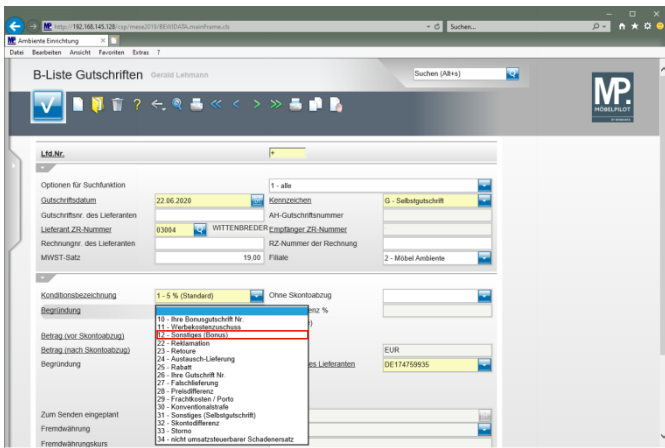 http://192.168.145.128/csp/mesa2019/BEWIDATA.mainFrame.cls
Suchen...
Ambiente Einrichtung
Datei Bearbeiten Ansicht Favoriten Extras ?
B-Liste Gutschriften Gerald Lehmann
Suchen (Alt+s)
MP.
MÖBELPILOT
Lfd.Nr. +
Optionen für Suchfunktion 1 - alle
Gutschriftsdatum 22.06.2020 Kennzeichen G - Selbstgutschrift
Gutschriftsnr. des Lieferanten AH-Gutschriftsnummer
Lieferant ZR-Nummer 03004 WITTENBREDER Empfänger ZR-Nummer
Rechnungnr. des Lieferanten RZ-Nummer der Rechnung
MWST-Satz 19,00 Filiale 2 - Möbel Ambiente
Konditionsbezeichnung 1 - 5 % (Standard) Ohne Skontoabzug
Begründung enz %
10 - Ihre Bonusgutschrift Nr.
11 - Werbekostenzuschuss
Betrag (vor Skontoabzug) 12 - Sonstiges (Bonus)
22 - Reklamation
Betrag (nach Skontoabzug) 23 - Retoure EUR
24 - Austausch-Lieferung
Begründung 25 - Rabatt es Lieferanten DE174759935
26 - Ihre Gutschrift Nr.
27 - Falschlieferung
28 - Preisdifferenz
29 - Frachtkosten / Porto
30 - Konventionalstrafe
Zum Senden eingeplant 31 - Sonstiges (Selbstgutschrift)
32 - Skontodifferenz
Fremdwährung 33 - Storno
34 - nicht umsatzsteuerbarer Schadenersatz
Fremdwährungskurs